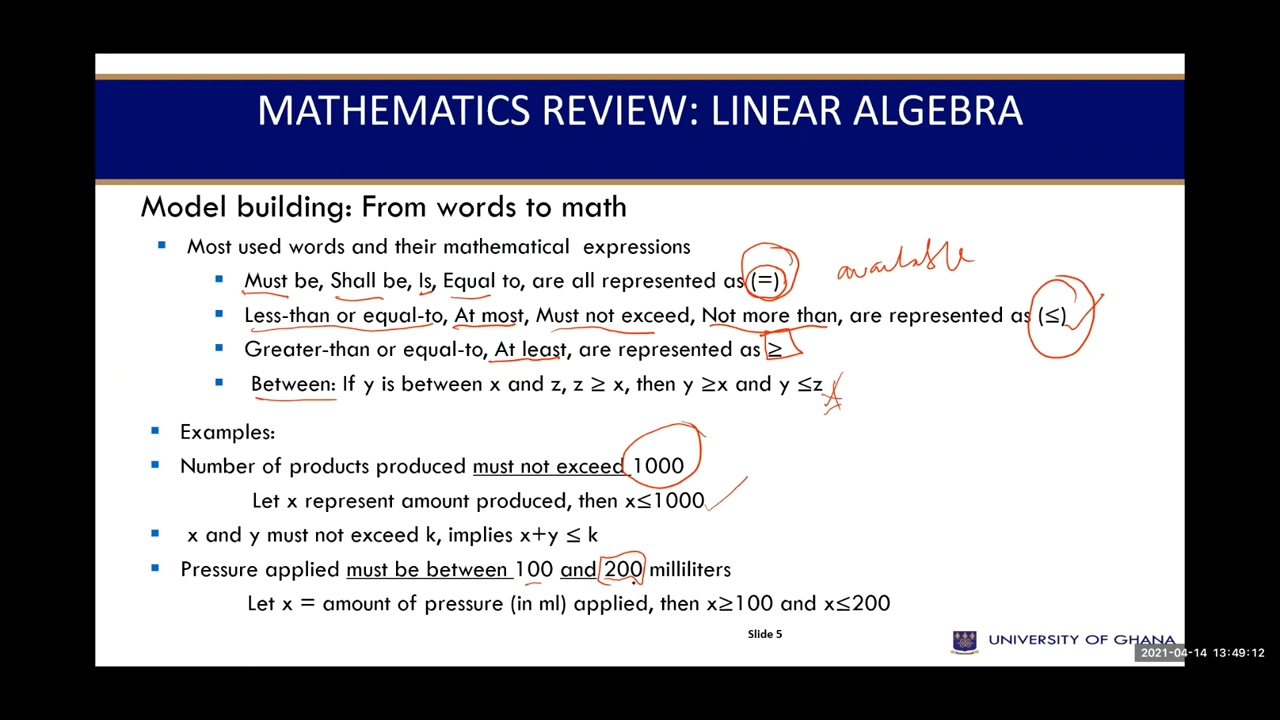 MATHEMATICS REVIEW: LINEAR ALGEBRA
Model building: From words to math
▪ Most used words and their mathematical expressions
▪ Must be, Shall be, Is, Equal to, are all represented as (=)
available
▪ Less-than or equal-to, At most, Must not exceed, Not more than, are represented as (≤)
▪ Greater-than or equal-to, At least, are represented as ≥
▪ Between: If y is between x and z, z ≥ x, then y ≥x and y ≤z
▪ Examples:
▪ Number of products produced must not exceed 1000
Let x represent amount produced, then x≤1000
▪ x and y must not exceed k, implies x+y ≤ k
▪ Pressure applied must be between 100 and 200 milliliters
Let x = amount of pressure (in ml) applied, then x≥100 and x≤200
Slide 5
UNIVERSITY OF GHANA
2021-04-14 13:49:12